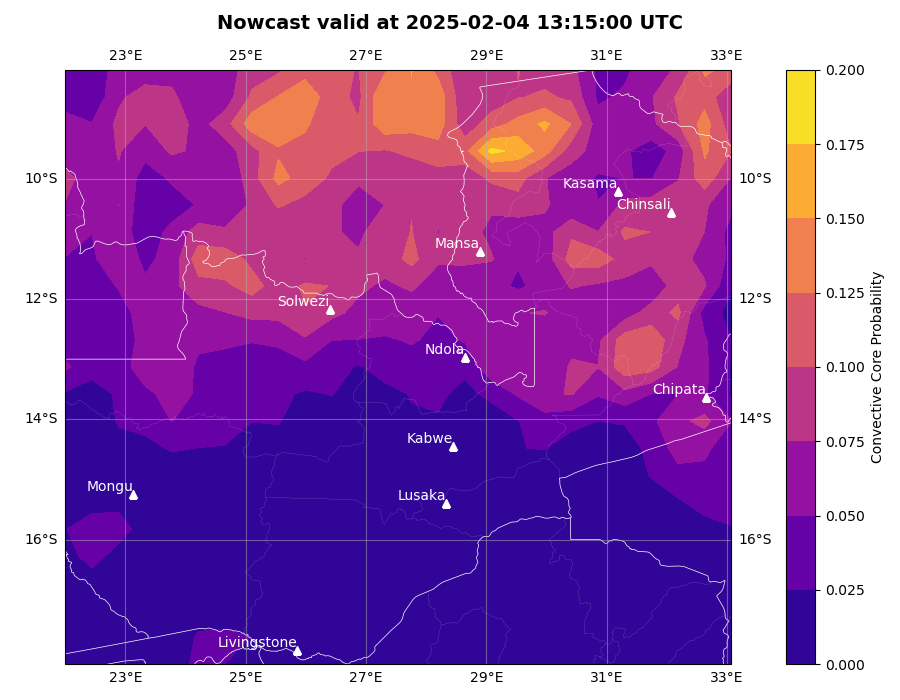 Nowcast valid at 2025-02-04 13:15:00 UTC
23°E 25°E 27°E 29°E 31°E 33°E
0.200
0.175
10°S Kasama 10°S
Chinsali
0.150
Mansa
12°S 12°S
Solwezi
0.125
Ndola
0.100
Chipata
14°S 14°S
Kabwe
0.075
Mongu
Lusaka
0.050
16°S 16°S
0.025
Livingstone
0.000
23°E 25°E 27°E 29°E 31°E 33°E
Convective Core Probability